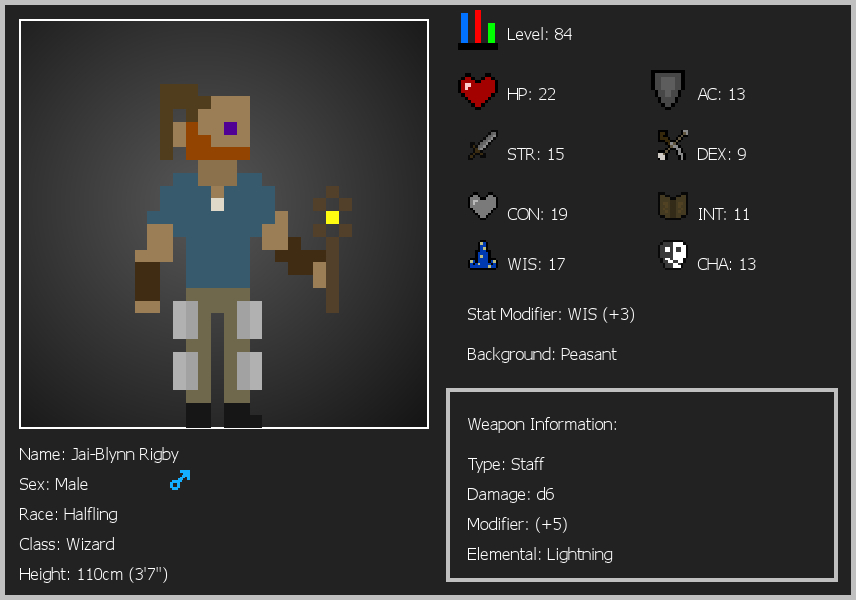 Level: 84
HP: 22
AC: 13
STR: 15
DEX: 9
CON: 19
INT: 11
WIS: 17
CHA: 13
Stat Modifier: WIS (+3)
Background: Peasant
Weapon Information:
Type: Staff
Damage: d6
Modifier: (+5)
Elemental: Lightning
Name: Jai-Blynn Rigby
Sex: Male
Race: Halfling
Class: Wizard
Height: 110cm (3'7")